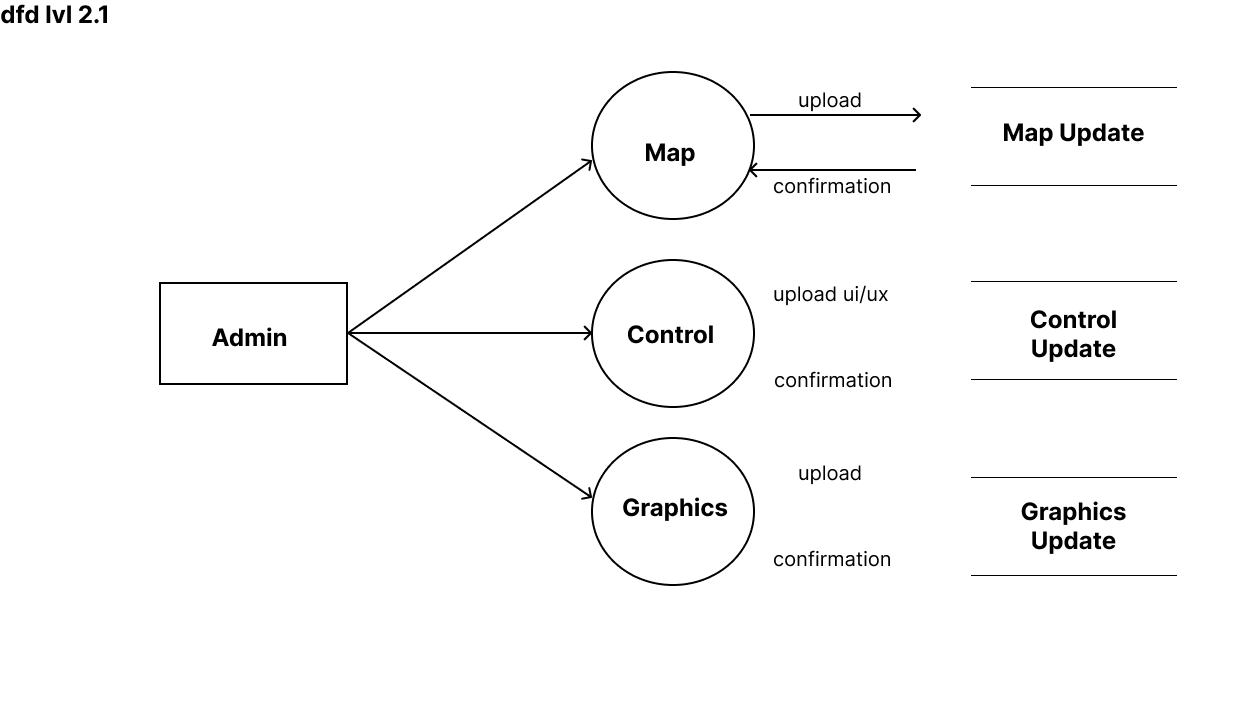 dfd lvl 2.1
upload
Map
Map Update
confirmation
Admin
Control
upload ui/ux
confirmation
Control
Update
Graphics
upload
confirmation
Graphics
Update